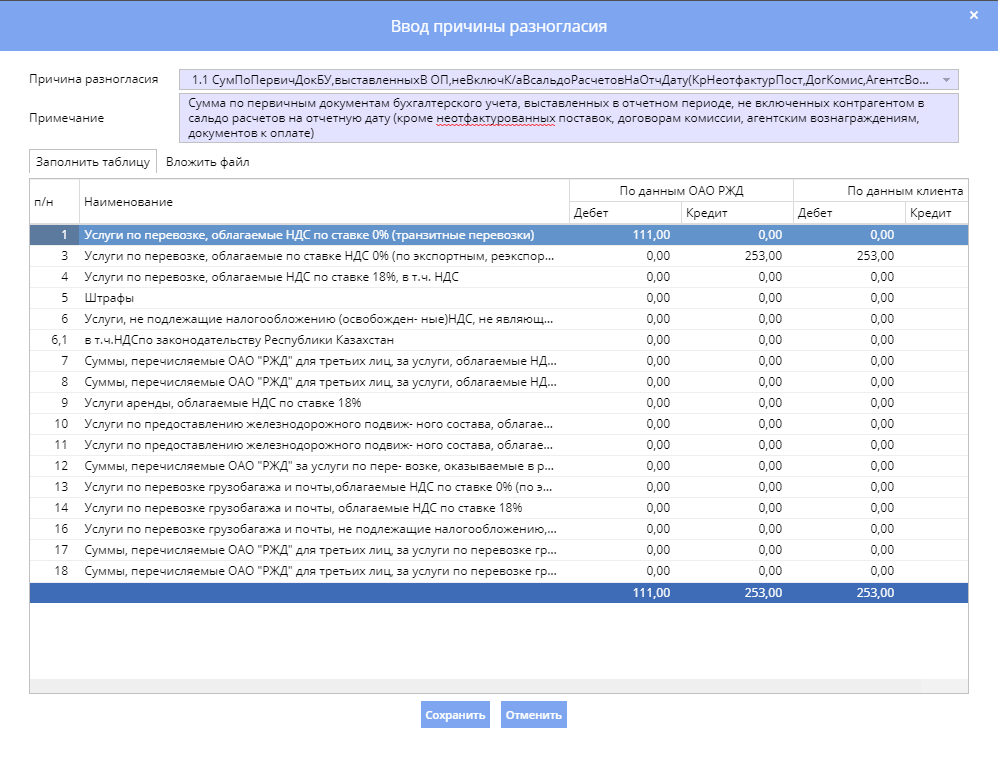 Ввод причины разногласия
×
Причина разногласия 1.1 СумПоПервичДокБУ,выставленныхВ ОП,неВключК/аВсальдоРасчетовНаОтчДату(КрНеотфактурПост,ДогКомис,АгентсВо...
Примечание
Сумма по первичным документам бухгалтерского учета, выставленных в отчетном периоде, не включенных контрагентом в
сальдо расчетов на отчетную дату (кроме неотфактурованных поставок, договорам комиссии, агентским вознаграждениям,
документов к оплате)
Заполнить таблицу Вложить файл
п/н Наименование По данным ОАО РЖД По данным клиента
Дебет Кредит Дебет Кредит
1 Услуги по перевозке, облагаемые НДС по ставке 0% (транзитные перевозки) 111,00 0,00 0,00
3 Услуги по перевозке, облагаемые по ставке НДС 0% (по экспортным, реэкспор... 0,00 253,00 253,00
4 Услуги по перевозке, облагаемые НДС по ставке 18%, в т.ч. НДС 0,00 0,00 0,00
5 Штрафы 0,00 0,00 0,00
6 Услуги, не подлежащие налогообложению (освобожден- ные)НДС, не являющ... 0,00 0,00 0,00
6,1 в т.ч.НДСпо законодательству Республики Казахстан 0,00 0,00 0,00
7 Суммы, перечисляемые ОАО "РЖД" для третьих лиц, за услуги, облагаемые НД... 0,00 0,00 0,00
8 Суммы, перечисляемые ОАО "РЖД" для третьих лиц, за услуги, облагаемые НД... 0,00 0,00 0,00
9 Услуги аренды, облагаемые НДС по ставке 18% 0,00 0,00 0,00
10 Услуги по предоставлению железнодорожного подвиж- ного состава, облагае... 0,00 0,00 0,00
11 Услуги по предоставлению железнодорожного подвиж- ного состава, облагае... 0,00 0,00 0,00
12 Суммы, перечисляемые ОАО "РЖД" за услуги по пере- возке, оказываемые в р... 0,00 0,00 0,00
13 Услуги по перевозке грузобагажа и почты,облагаемые НДС по ставке 0% (по э... 0,00 0,00 0,00
14 Услуги по перевозке грузобагажа и почты, облагаемые НДС по ставке 18% 0,00 0,00 0,00
16 Услуги по перевозке грузобагажа и почты, не подлежащие налогообложению,... 0,00 0,00 0,00
17 Суммы, перечисляемые ОАО "РЖД" для третьих лиц, за услуги по перевозке гр... 0,00 0,00 0,00
18 Суммы, перечисляемые ОАО "РЖД" для третьих лиц, за услуги по перевозке гр... 0,00 0,00 0,00
111,00 253,00 253,00
Сохранить Отменить